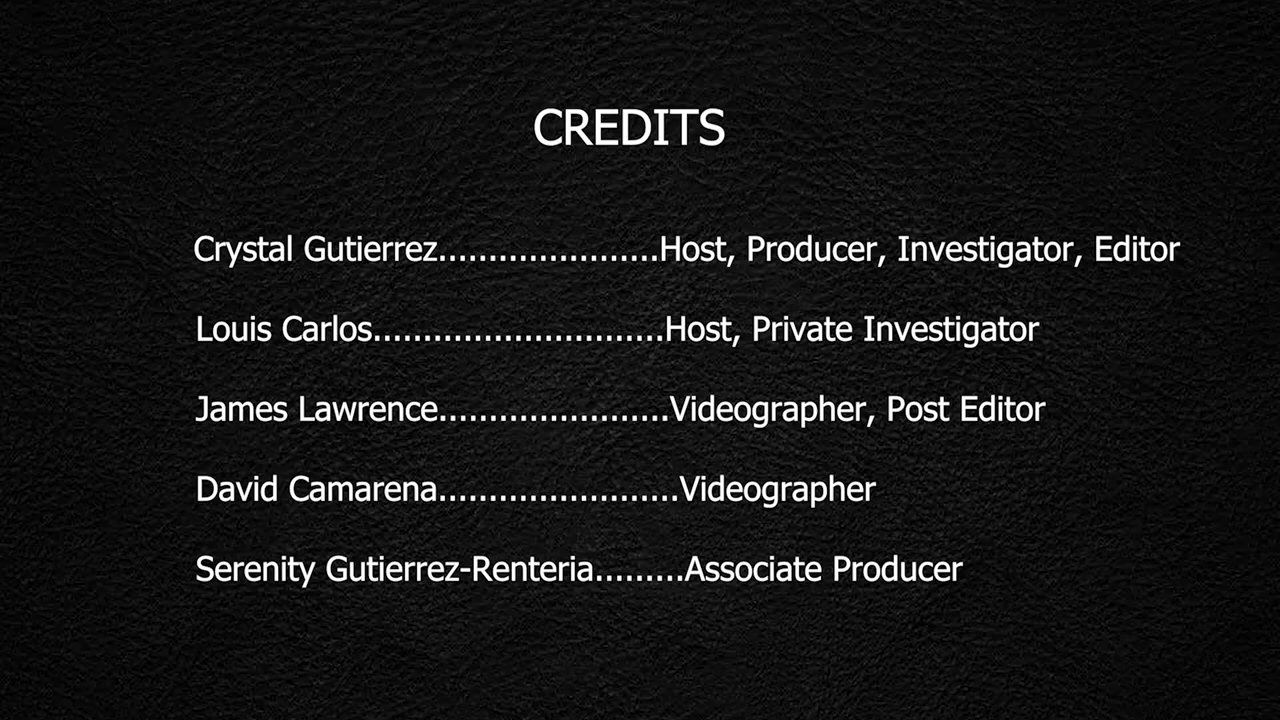 CREDITS
Crystal Gutierrez......................Host, Producer, Investigator, Editor
Louis Carlos.............................Host, Private Investigator
James Lawrence.......................Videographer, Post Editor
David Camarena........................Videographer
Serenity Gutierrez-Renteria.........Associate Producer